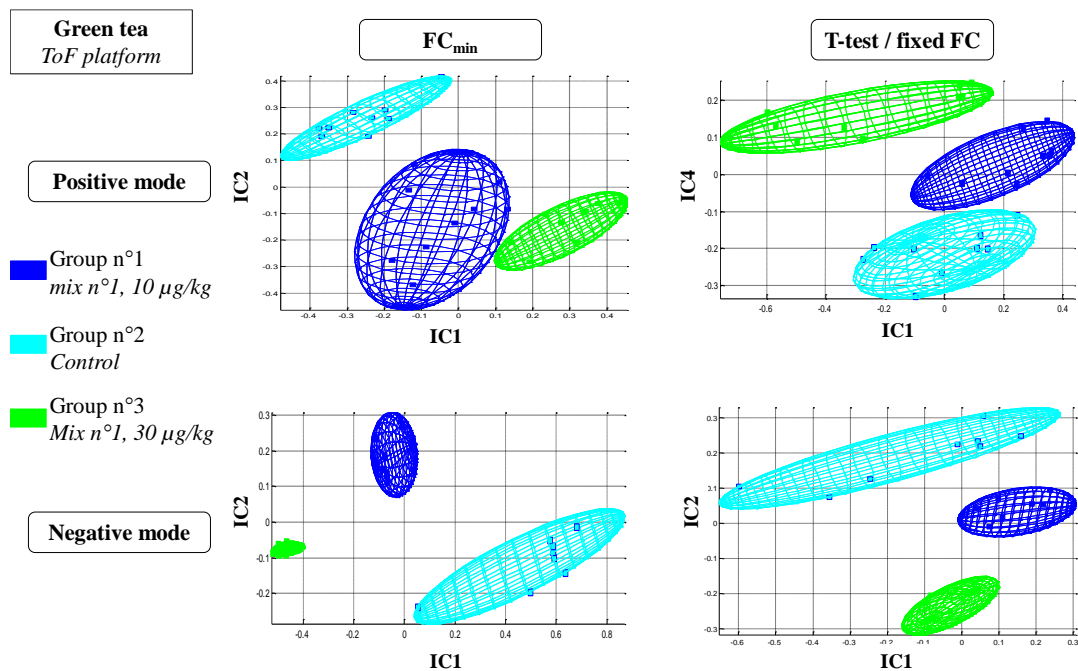 Green tea
ToF platform
FCmin
T-test / fixed FC
Positive mode
Group n°1
mix n°1, 10 µg/kg
Group n°2
Control
Group n°3
Mix n°1, 30 µg/kg
Negative mode
IC2
0.4
0.3
0.2
0.1
0
-0.1
-0.2
-0.3
-0.4
-0.4 -0.3 -0.2 -0.1 0 0.1 0.2 0.3 0.4
IC1
IC4
0.2
0.1
0
-0.1
-0.2
-0.3
-0.6 -0.4 -0.2 0 0.2 0.4
IC1
IC2
0.3
0.2
0.1
0
-0.1
-0.2
-0.4 -0.2 0 0.2 0.4 0.6 0.8
IC1
IC2
0.3
0.2
0.1
0
-0.1
-0.2
-0.3
-0.6 -0.5 -0.4 -0.3 -0.2 -0.1 0 0.1 0.2 0.3
IC1